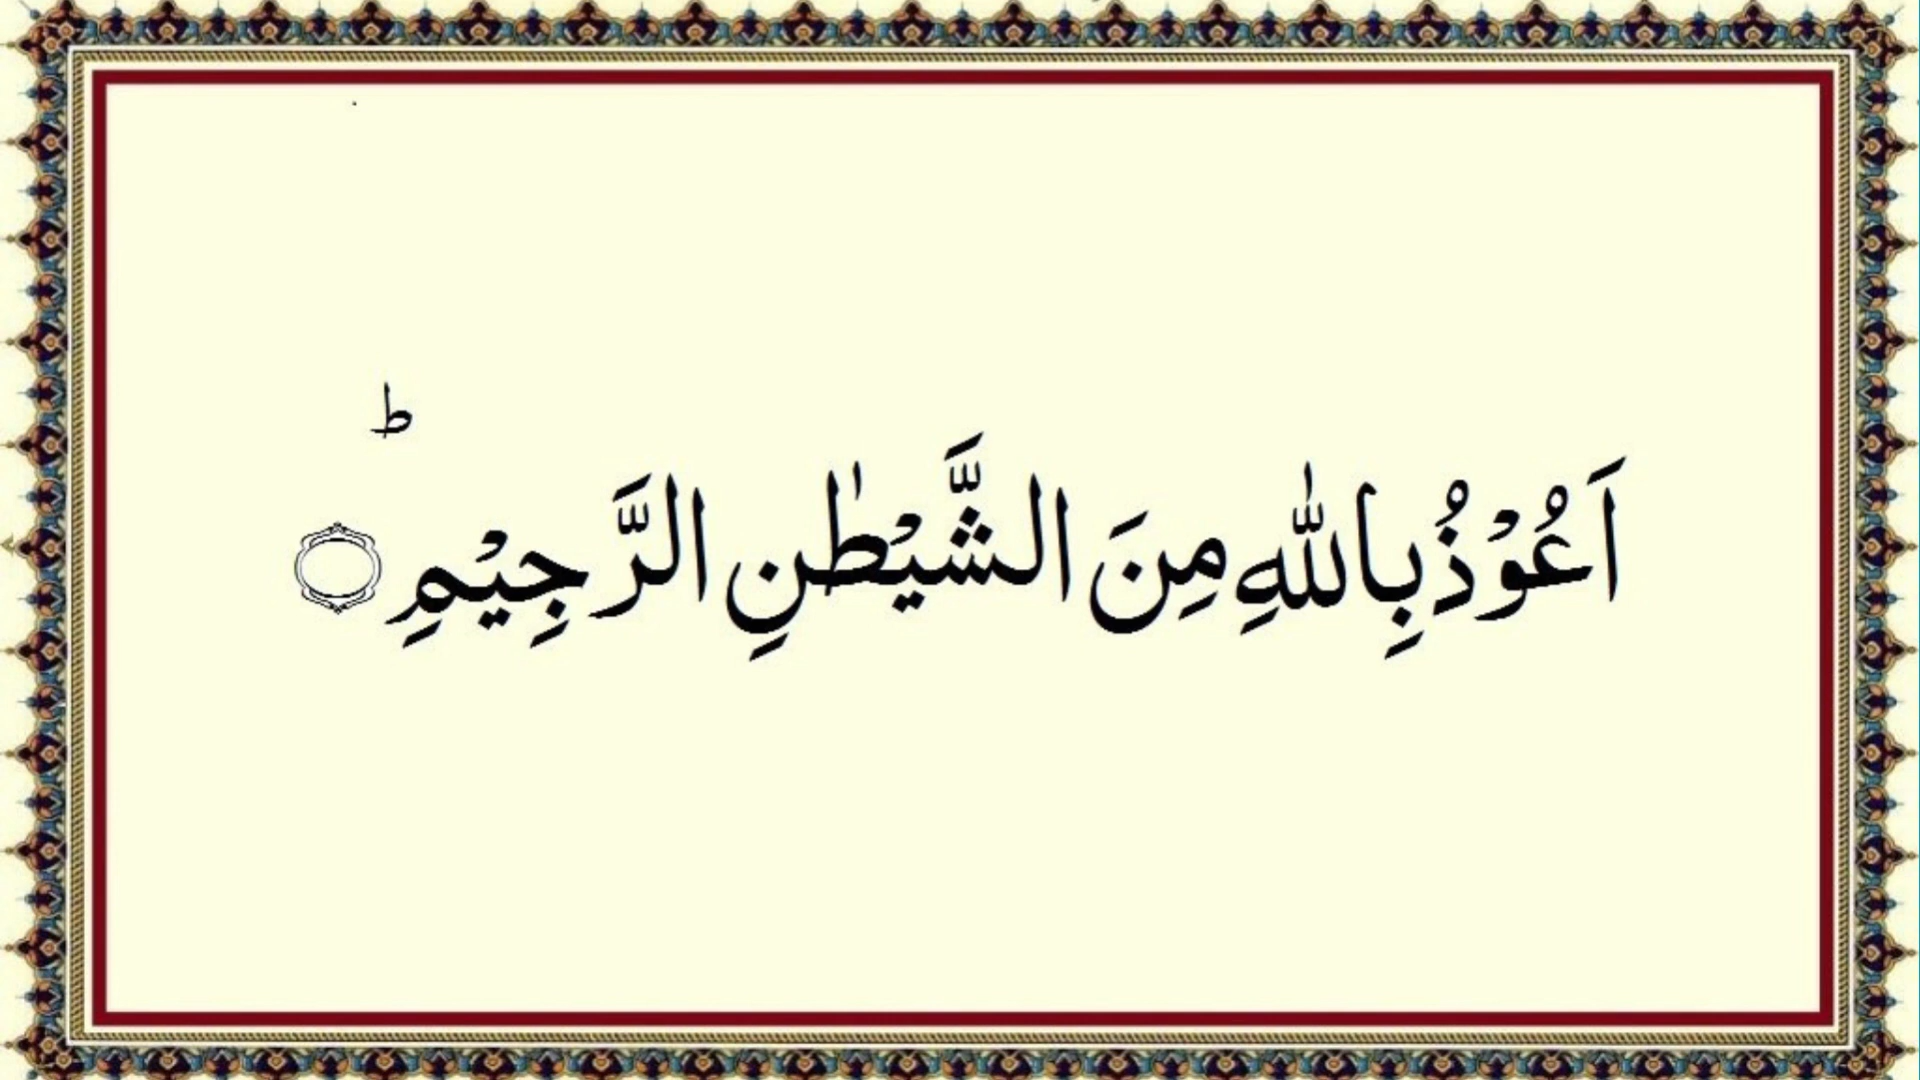 اَعُوْذُ بِاللّٰهِ مِنَ الشَّيْطٰنِ الرَّجِيْمِ ؕ۝